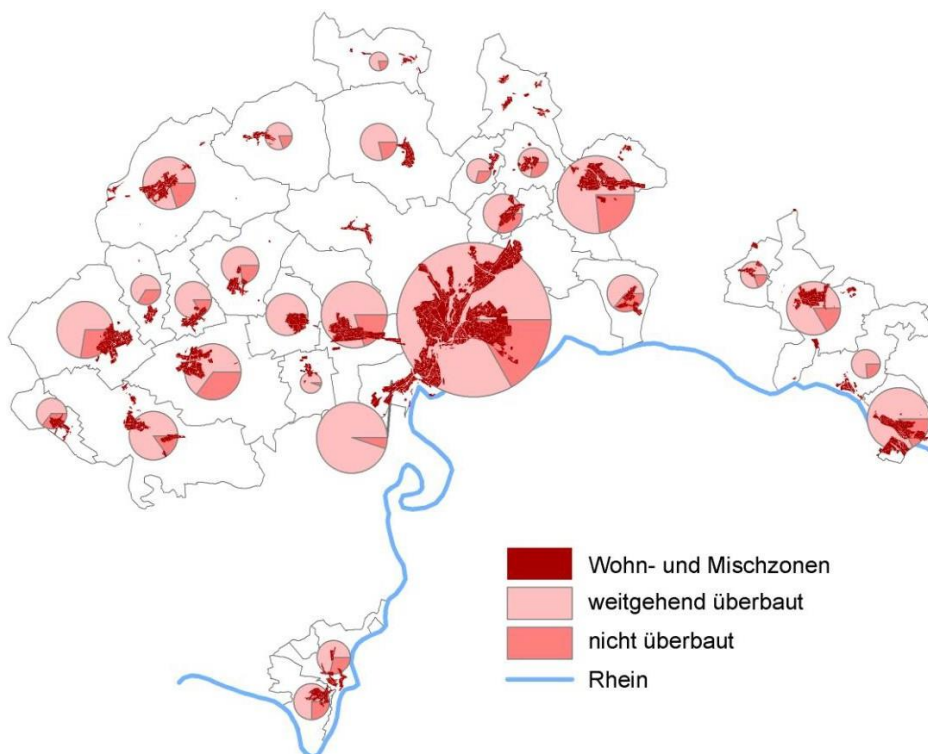 Wohn- und Mischzonen
weitgehend überbaut
nicht überbaut
Rhein